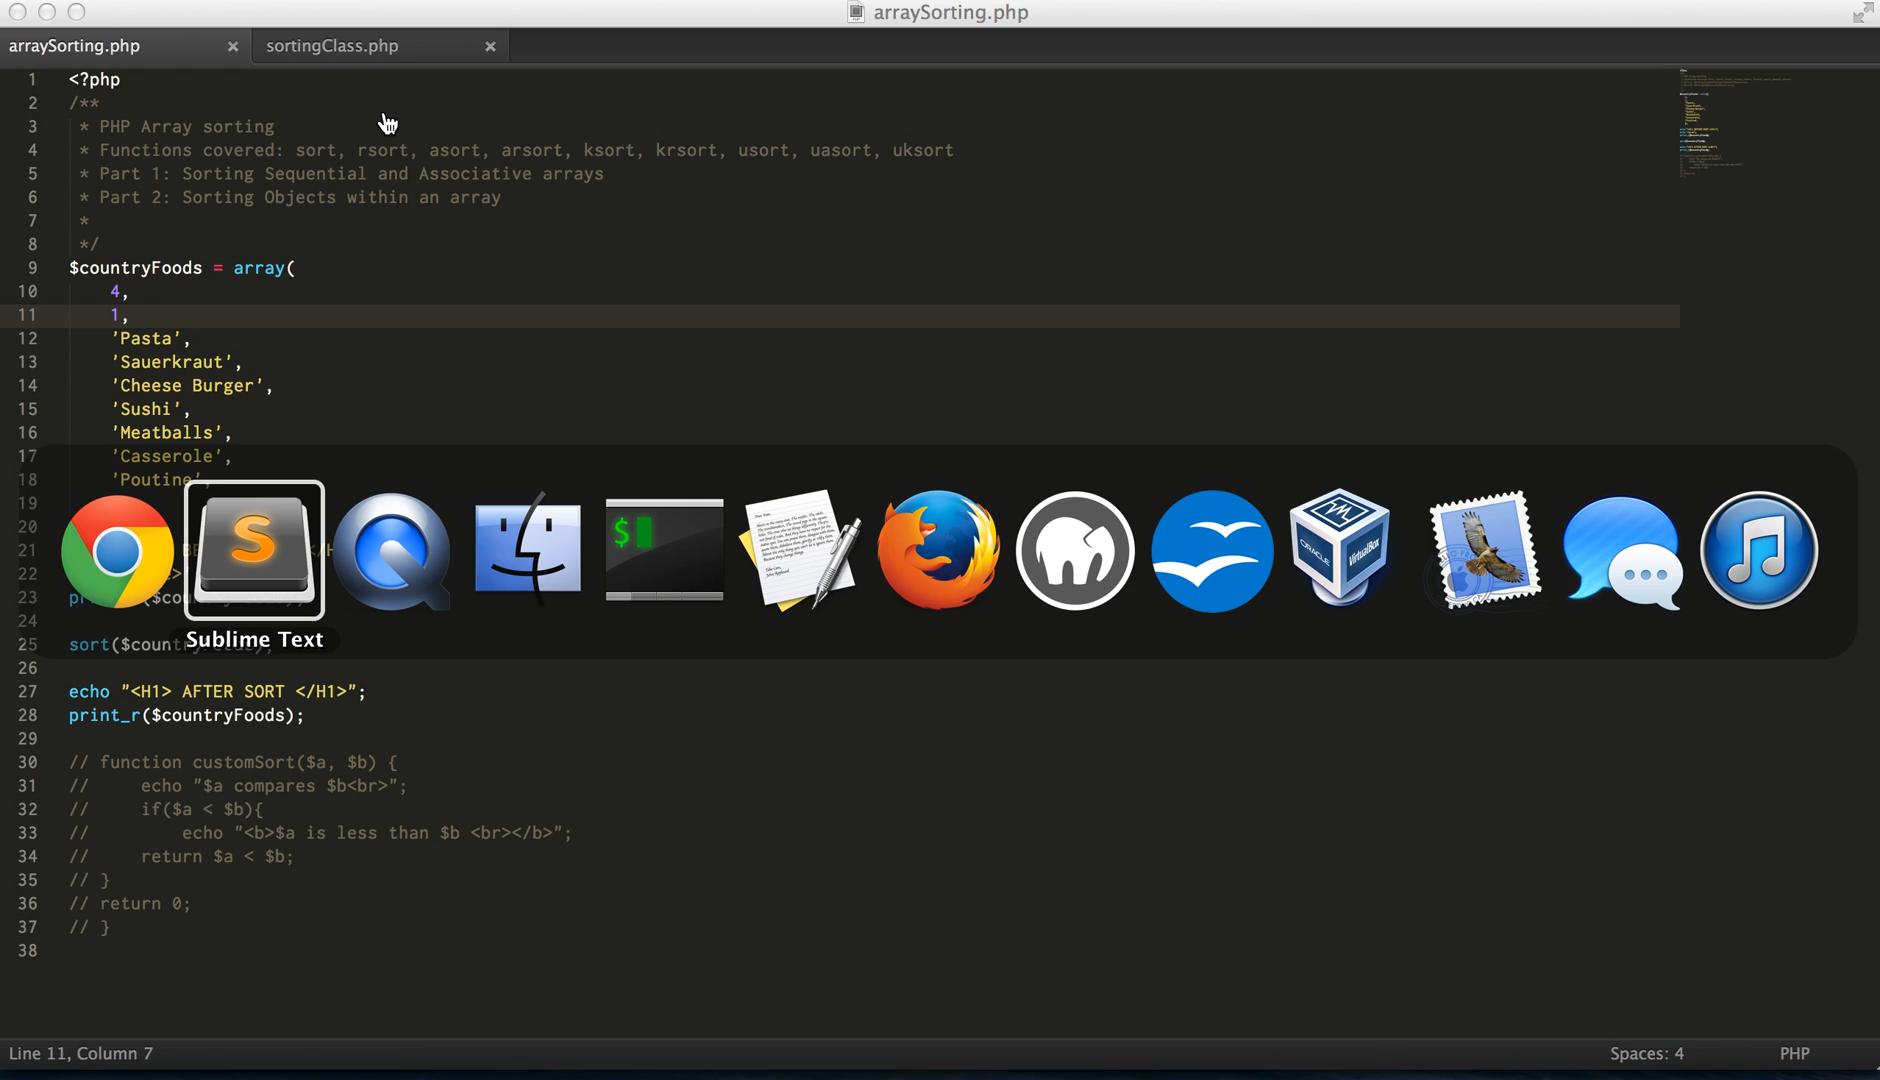 arraySorting.php
arraySorting.php × sortingClass.php ×
1 <?php
2 /**
3 * PHP Array sorting
4 * Functions covered: sort, rsort, asort, arsort, ksort, krsort, usort, uasort, uksort
5 * Part 1: Sorting Sequential and Associative arrays
6 * Part 2: Sorting Objects within an array
7 *
8 */
9 $countryFoods = array(
10 4,
11 1,
12 'Pasta',
13 'Sauerkraut',
14 'Cheese Burger',
15 'Sushi',
16 'Meatballs',
17 'Casserole',
18 'Poutine',
19
20
21
22
23
24
25 sort($count
Sublime Text
26
27 echo "<H1> AFTER SORT </H1>";
28 print_r($countryFoods);
29
30 // function customSort($a, $b) {
31 // echo "$a compares $b<br>";
32 // if($a < $b){
33 // echo "<b>$a is less than $b <br></b>";
34 // return $a < $b;
35 // }
36 // return 0;
37 // }
38
Line 11, Column 7 Spaces: 4 PHP